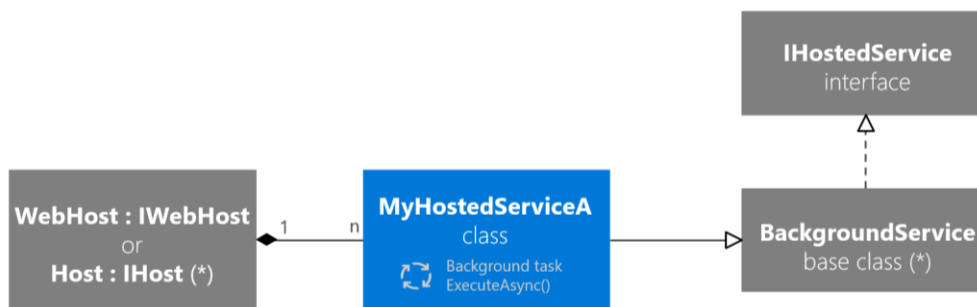 IHostedService
interface
WebHost : IWebHost
or
Host : IHost (*)
1
n
MyHostedServiceA
class
Background task
ExecuteAsync()
BackgroundService
base class (*)